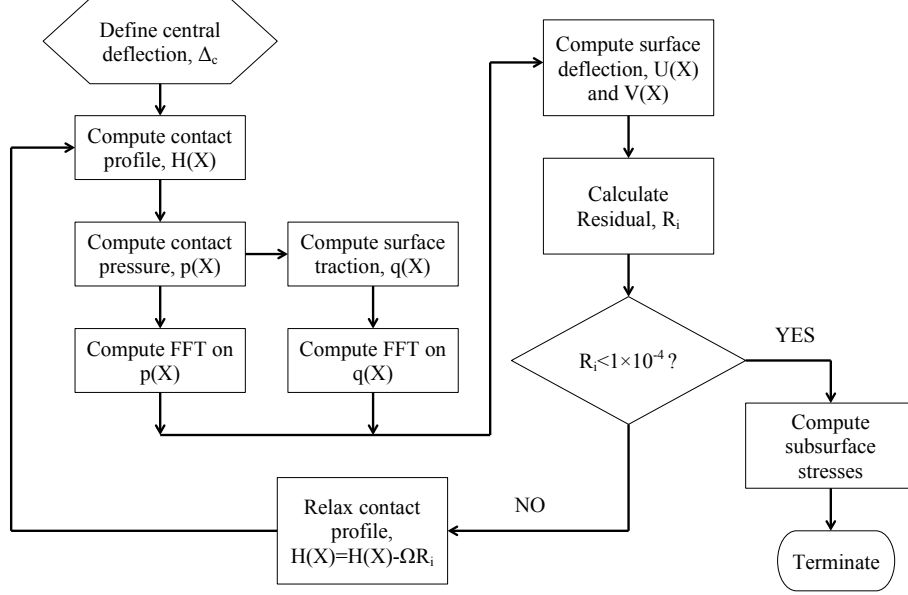 Define central
deflection, Δc
Compute contact
profile, H(X)
Compute contact
pressure, p(X)
Compute surface
traction, q(X)
Compute FFT on
p(X)
Compute FFT on
q(X)
Compute surface
deflection, U(X)
and V(X)
Calculate
Residual, Rᵢ
Rᵢ<1×10⁻⁴ ?
YES
Compute
subsurface
stresses
Terminate
NO
Relax contact
profile,
H(X)=H(X)-ΩRᵢ